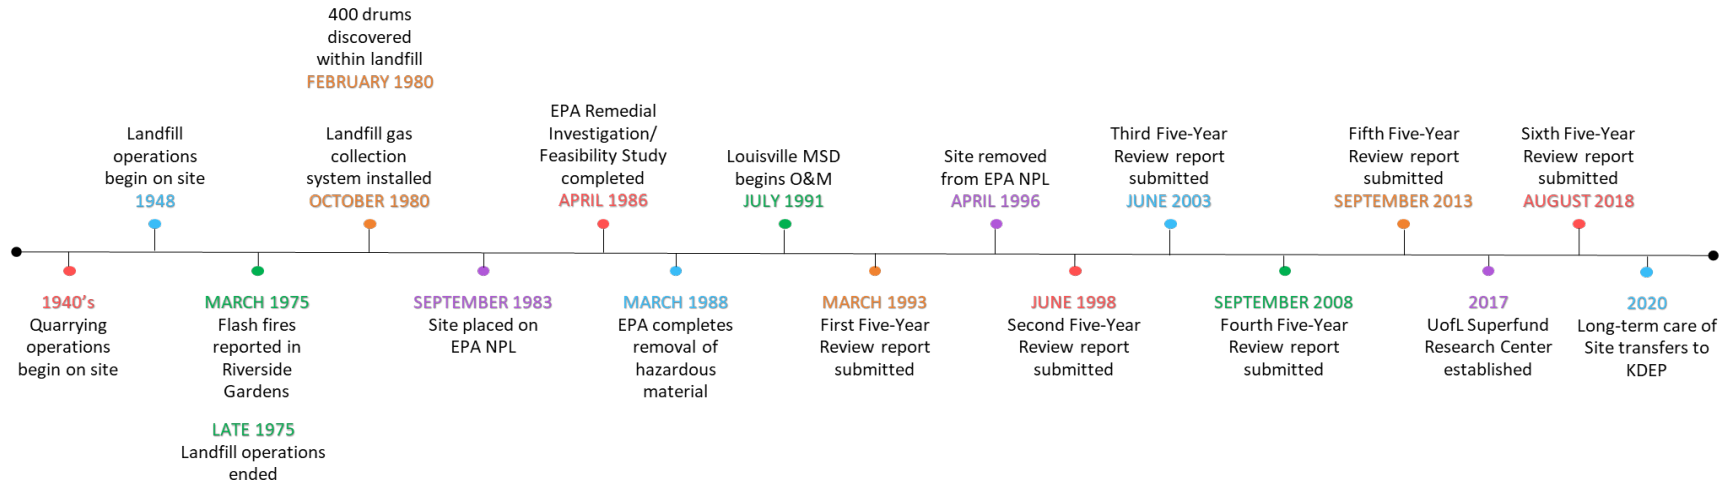 400 drums
discovered
within landfill
FEBRUARY 1980
Landfill
operations
begin on site
1948
Landfill gas
collection
system installed
OCTOBER 1980
EPA Remedial
Investigation/
Feasibility Study
completed
APRIL 1986
Louisville MSD
begins O&M
JULY 1991
Site removed
from EPA NPL
APRIL 1996
Third Five-Year
Review report
submitted
JUNE 2003
Fifth Five-Year
Review report
submitted
SEPTEMBER 2013
Sixth Five-Year
Review report
submitted
AUGUST 2018
1940's
Quarrying
operations
begin on site
MARCH 1975
Flash fires
reported in
Riverside
Gardens
LATE 1975
Landfill operations
ended
SEPTEMBER 1983
Site placed on
EPA NPL
MARCH 1988
EPA completes
removal of
hazardous
material
MARCH 1993
First Five-Year
Review report
submitted
JUNE 1998
Second Five-Year
Review report
submitted
SEPTEMBER 2008
Fourth Five-Year
Review report
submitted
2017
UofL Superfund
Research Center
established
2020
Long-term care of
Site transfers to
KDEP